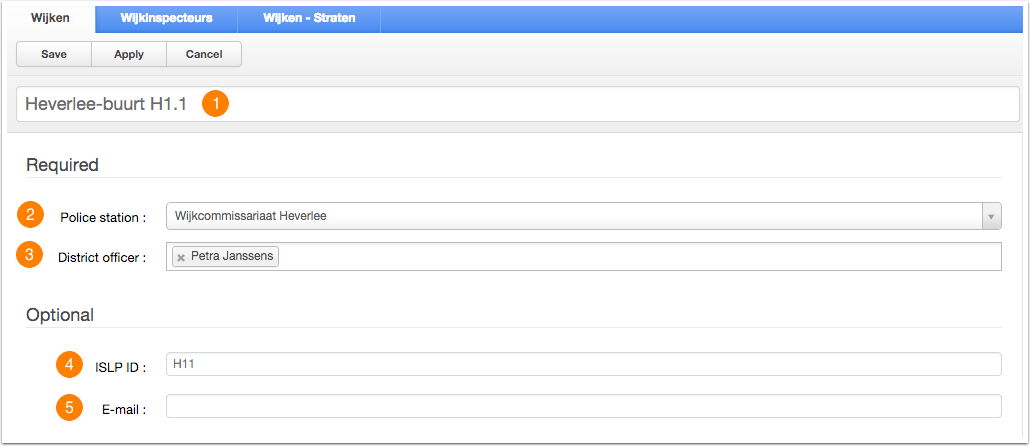 Wijken Wijkinspecteurs Wijken - Straten
Save Apply Cancel
Heverlee-buurt H1.1 1
Required
2 Police station : Wijkcommissariaat Heverlee
3 District officer : × Petra Janssens
Optional
4 ISLP ID : H11
5 E-mail :